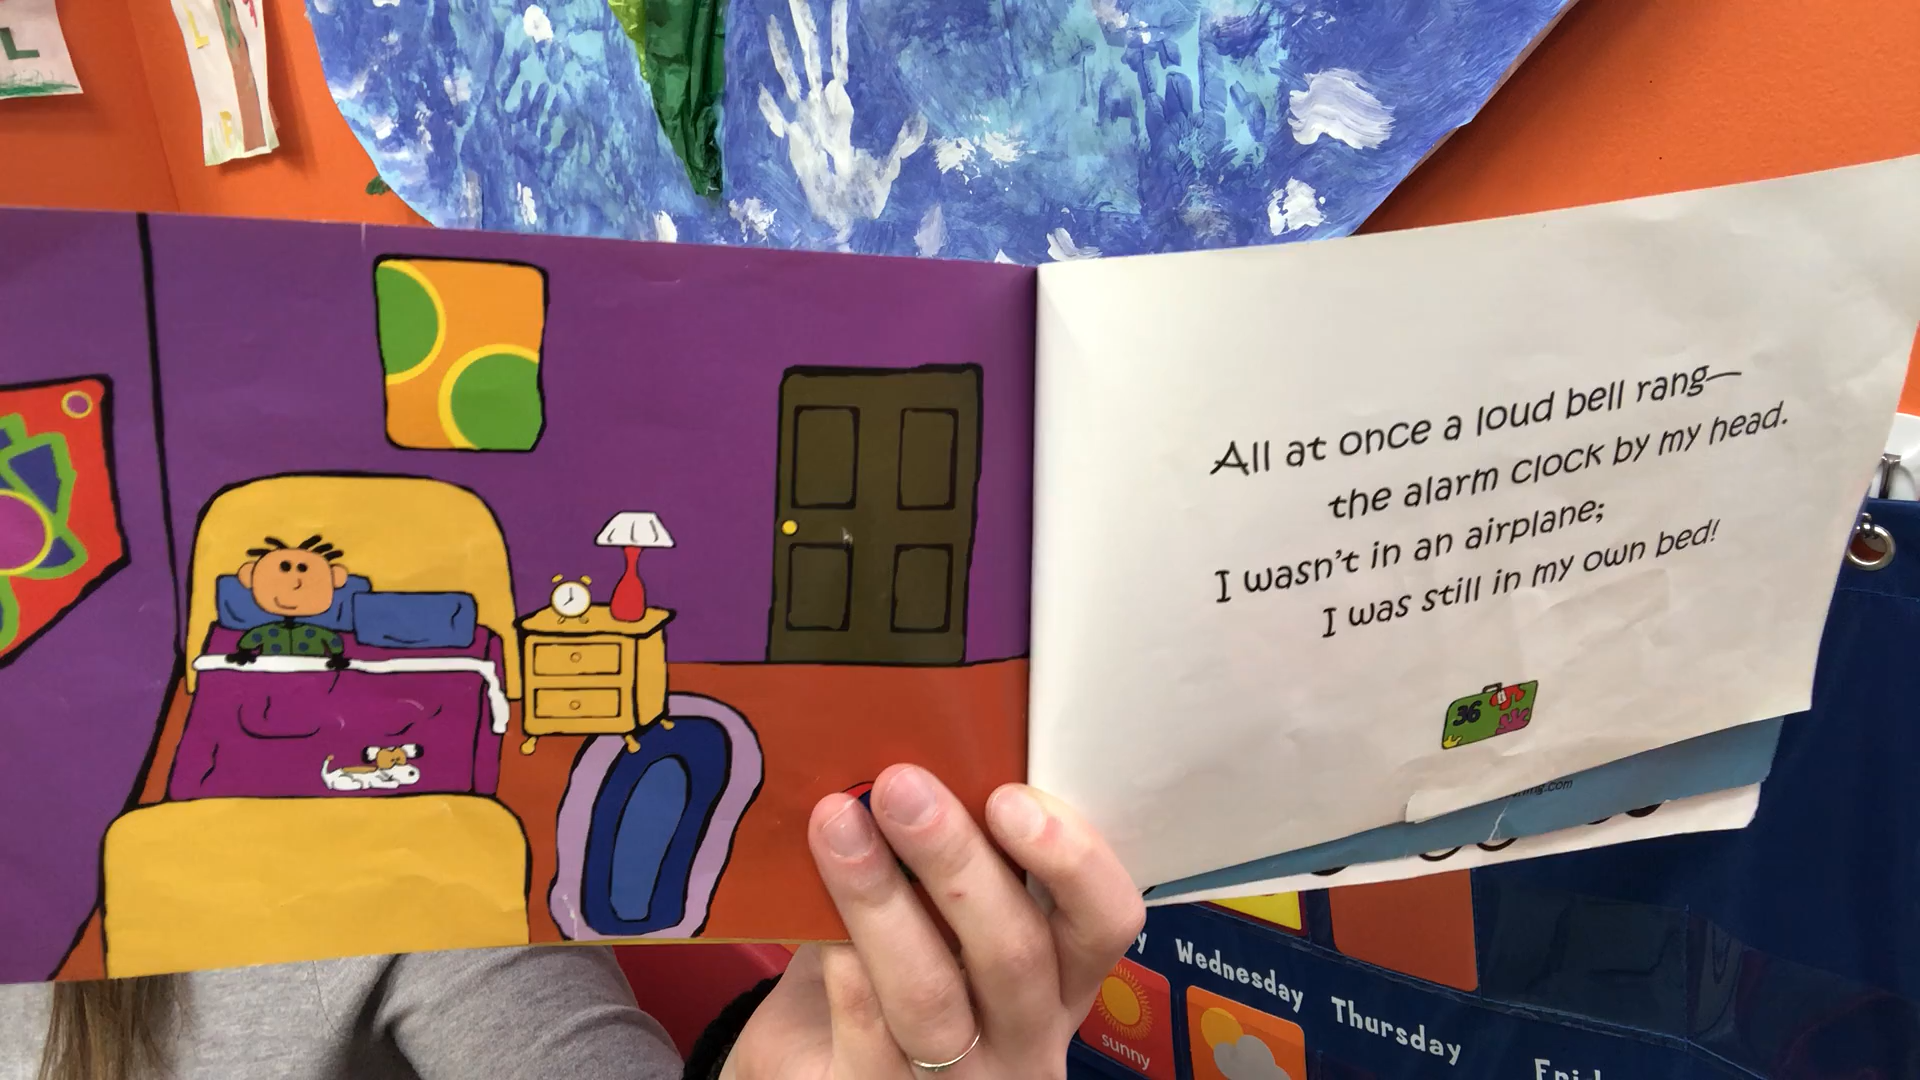 All at once a loud bell rang—
the alarm clock by my head.
I wasn't in an airplane;
I was still in my own bed!
36
Wednesday
Thursday
sunny